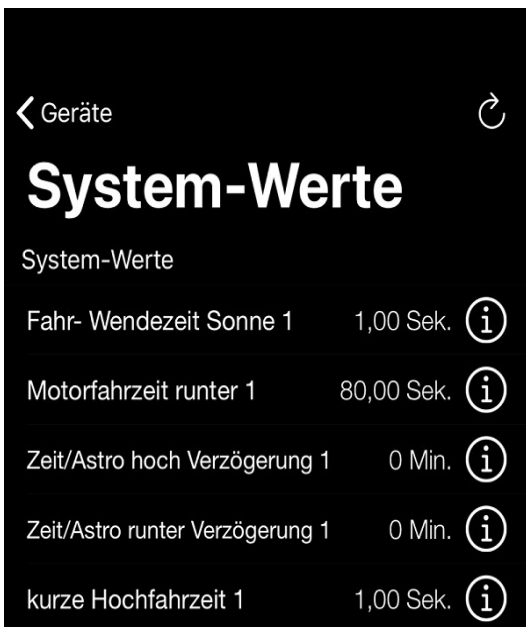 Geräte
System-Werte
System-Werte
Fahr- Wendezeit Sonne 1 1,00 Sek.
Motorfahrzeit runter 1 80,00 Sek.
Zeit/Astro hoch Verzögerung 1 0 Min.
Zeit/Astro runter Verzögerung 1 0 Min.
kurze Hochfahrzeit 1 1,00 Sek.